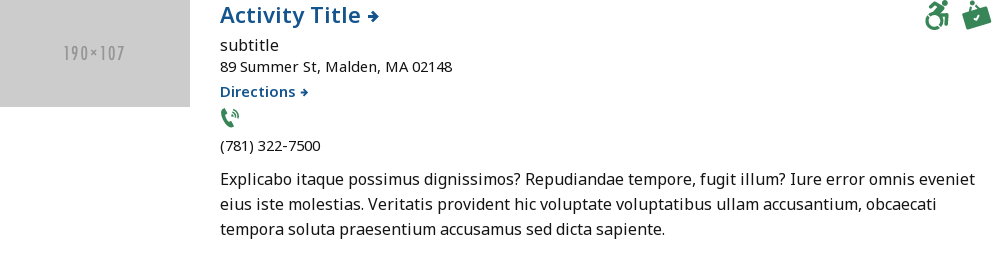 190×107
Activity Title
subtitle
89 Summer St, Malden, MA 02148
Directions
(781) 322-7500
Explicabo itaque possimus dignissimos? Repudiandae tempore, fugit illum? Iure error omnis eveniet
eius iste molestias. Veritatis provident hic voluptate voluptatibus ullam accusantium, obcaecati
tempora soluta praesentium accusamus sed dicta sapiente.